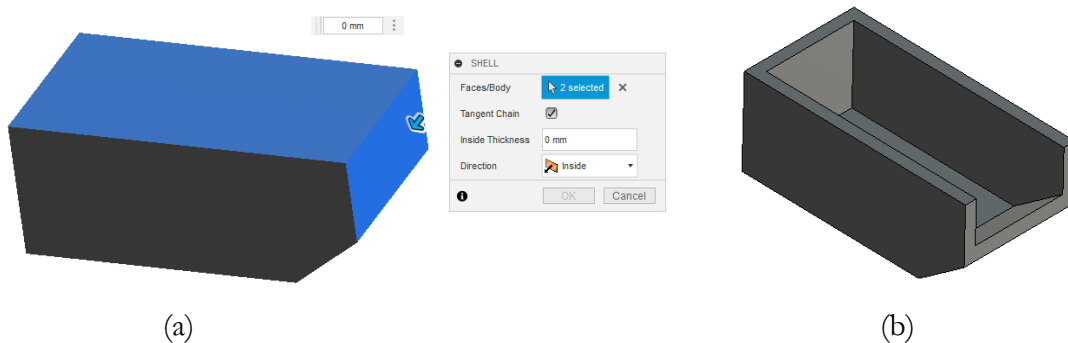 0 mm
SHELL
Faces/Body 2 selected
Tangent Chain
Inside Thickness 0 mm
Direction Inside
OK Cancel
(a) (b)